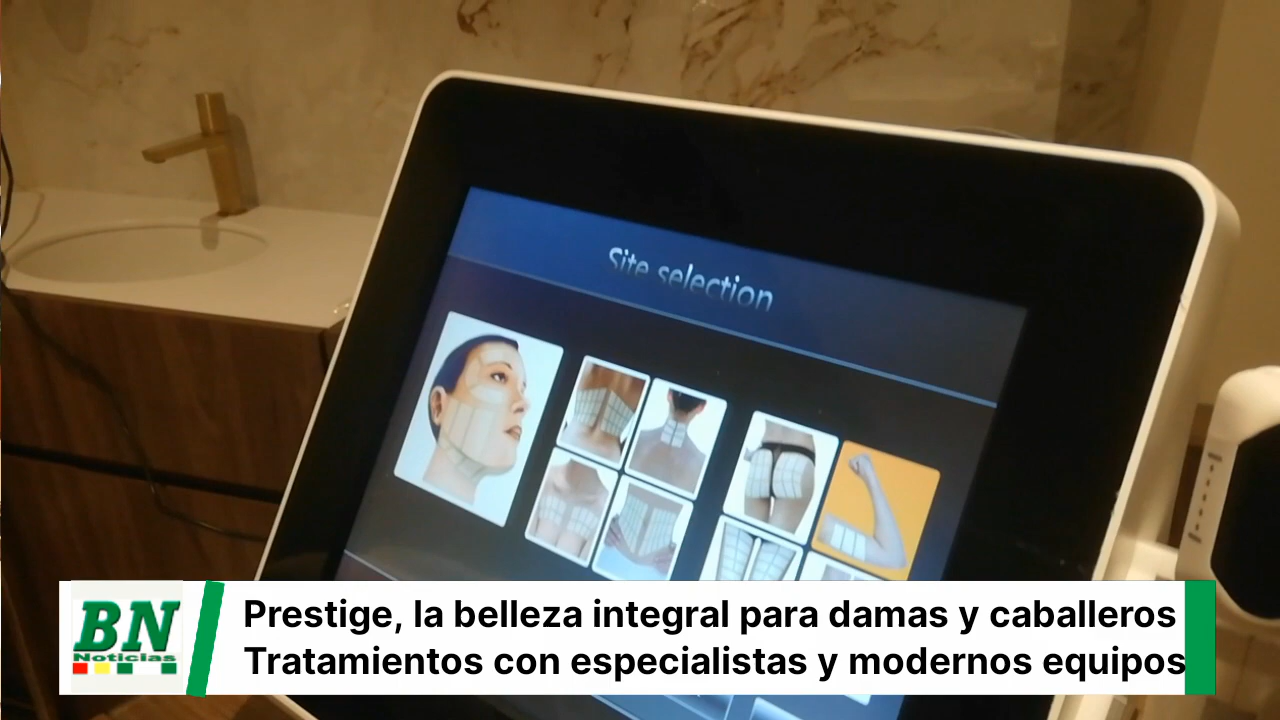 Site selection
BN
Noticias
Prestige, la belleza integral para damas y caballeros
Tratamientos con especialistas y modernos equipos